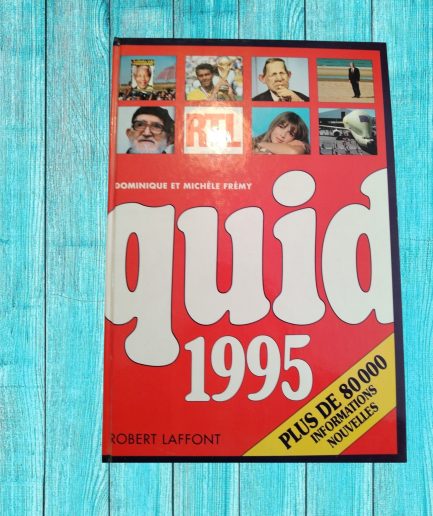 RTL
DOMINIQUE ET MICHÈLE FRÉMY
quid
1995
PLUS DE 80 000
INFORMATIONS
NOUVELLES
ROBERT LAFFONT